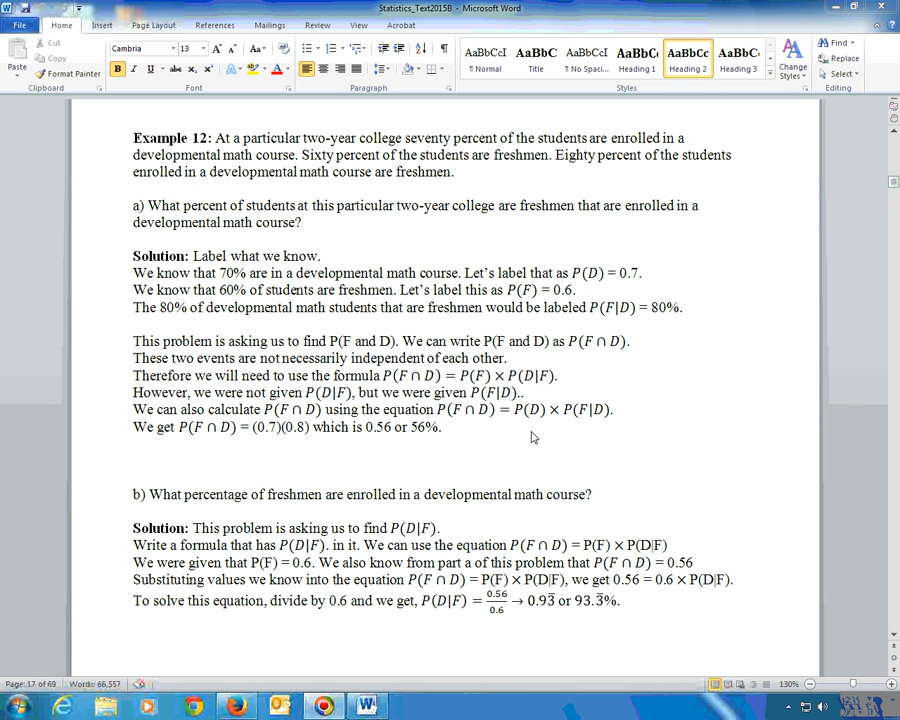 Statistics_Text2015B - Microsoft Word
File Home Insert Page Layout References Mailings Review View Acrobat
Paste Cut Copy Format Painter Clipboard
Cambria 13 Font
Paragraph
AaBbCcI AaBbC AaBbCcI AaBbCc AaBbCc AaBbC
¶ Normal Title ¶ No Spaci... Heading 1 Heading 2 Heading 3
Styles
Change Styles
Find Replace Select Editing
Example 12: At a particular two-year college seventy percent of the students are enrolled in a
developmental math course. Sixty percent of the students are freshmen. Eighty percent of the students
enrolled in a developmental math course are freshmen.
a) What percent of students at this particular two-year college are freshmen that are enrolled in a
developmental math course?
Solution: Label what we know.
We know that 70% are in a developmental math course. Let's label that as P(D) = 0.7.
We know that 60% of students are freshmen. Let's label this as P(F) = 0.6.
The 80% of developmental math students that are freshmen would be labeled P(F|D) = 80%.
This problem is asking us to find P(F and D). We can write P(F and D) as P(F ∩ D).
These two events are not necessarily independent of each other.
Therefore we will need to use the formula P(F ∩ D) = P(F) × P(D|F).
However, we were not given P(D|F), but we were given P(F|D)..
We can also calculate P(F ∩ D) using the equation P(F ∩ D) = P(D) × P(F|D).
We get P(F ∩ D) = (0.7)(0.8) which is 0.56 or 56%.
b) What percentage of freshmen are enrolled in a developmental math course?
Solution: This problem is asking us to find P(D|F).
Write a formula that has P(D|F). in it. We can use the equation P(F ∩ D) = P(F) × P(D|F)
We were given that P(F) = 0.6. We also know from part a of this problem that P(F ∩ D) = 0.56
Substituting values we know into the equation P(F ∩ D) = P(F) × P(D|F), we get 0.56 = 0.6 × P(D|F).
To solve this equation, divide by 0.6 and we get, P(D|F) = 0.56/0.6 → 0.93̅ or 93.3̅%.
Page: 17 of 69 Words: 66,557 130%